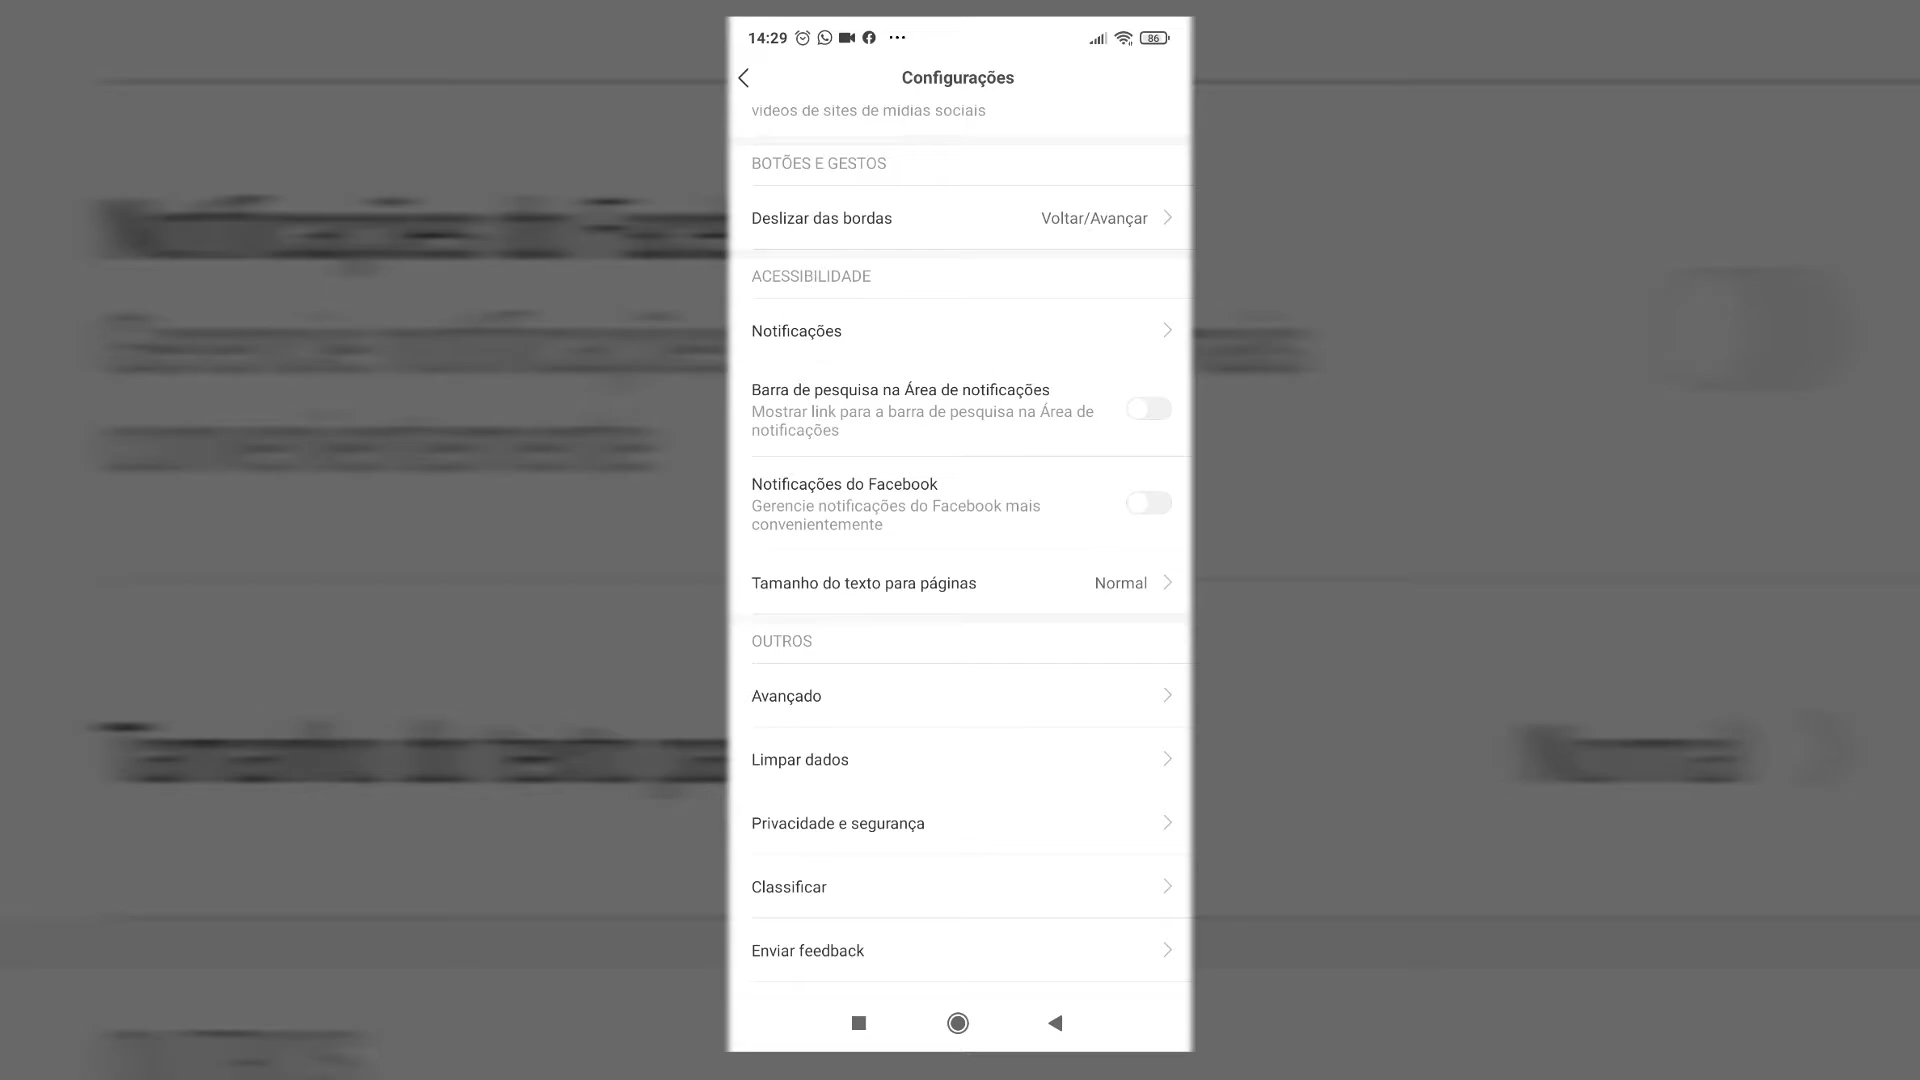 14:29
86
Configurações
videos de sites de midias sociais
BOTÕES E GESTOS
Deslizar das bordas Voltar/Avançar
ACESSIBILIDADE
Notificações
Barra de pesquisa na Área de notificações
Mostrar link para a barra de pesquisa na Área de
notificações
Notificações do Facebook
Gerencie notificações do Facebook mais
convenientemente
Tamanho do texto para páginas Normal
OUTROS
Avançado
Limpar dados
Privacidade e segurança
Classificar
Enviar feedback